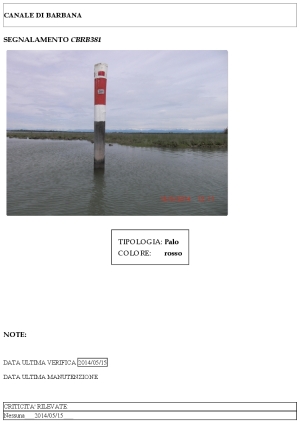 CANALE DI BARBANA
SEGNALAMENTO CBRB381
TIPOLOGIA: Palo
COLORE: rosso
NOTE:
DATA ULTIMA VERIFICA 2014/05/15
DATA ULTIMA MANUTENZIONE
CRITICITA' RILEVATE
Nessuna 2014/05/15